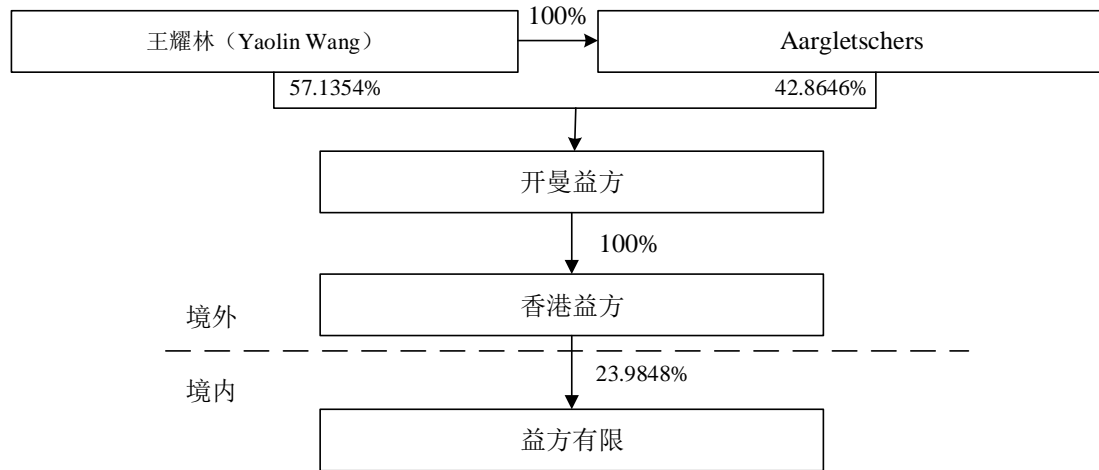 100%
王耀林（Yaolin Wang）
Aargletschers
57.1354%
42.8646%
开曼益方
100%
香港益方
境外
23.9848%
境内
益方有限